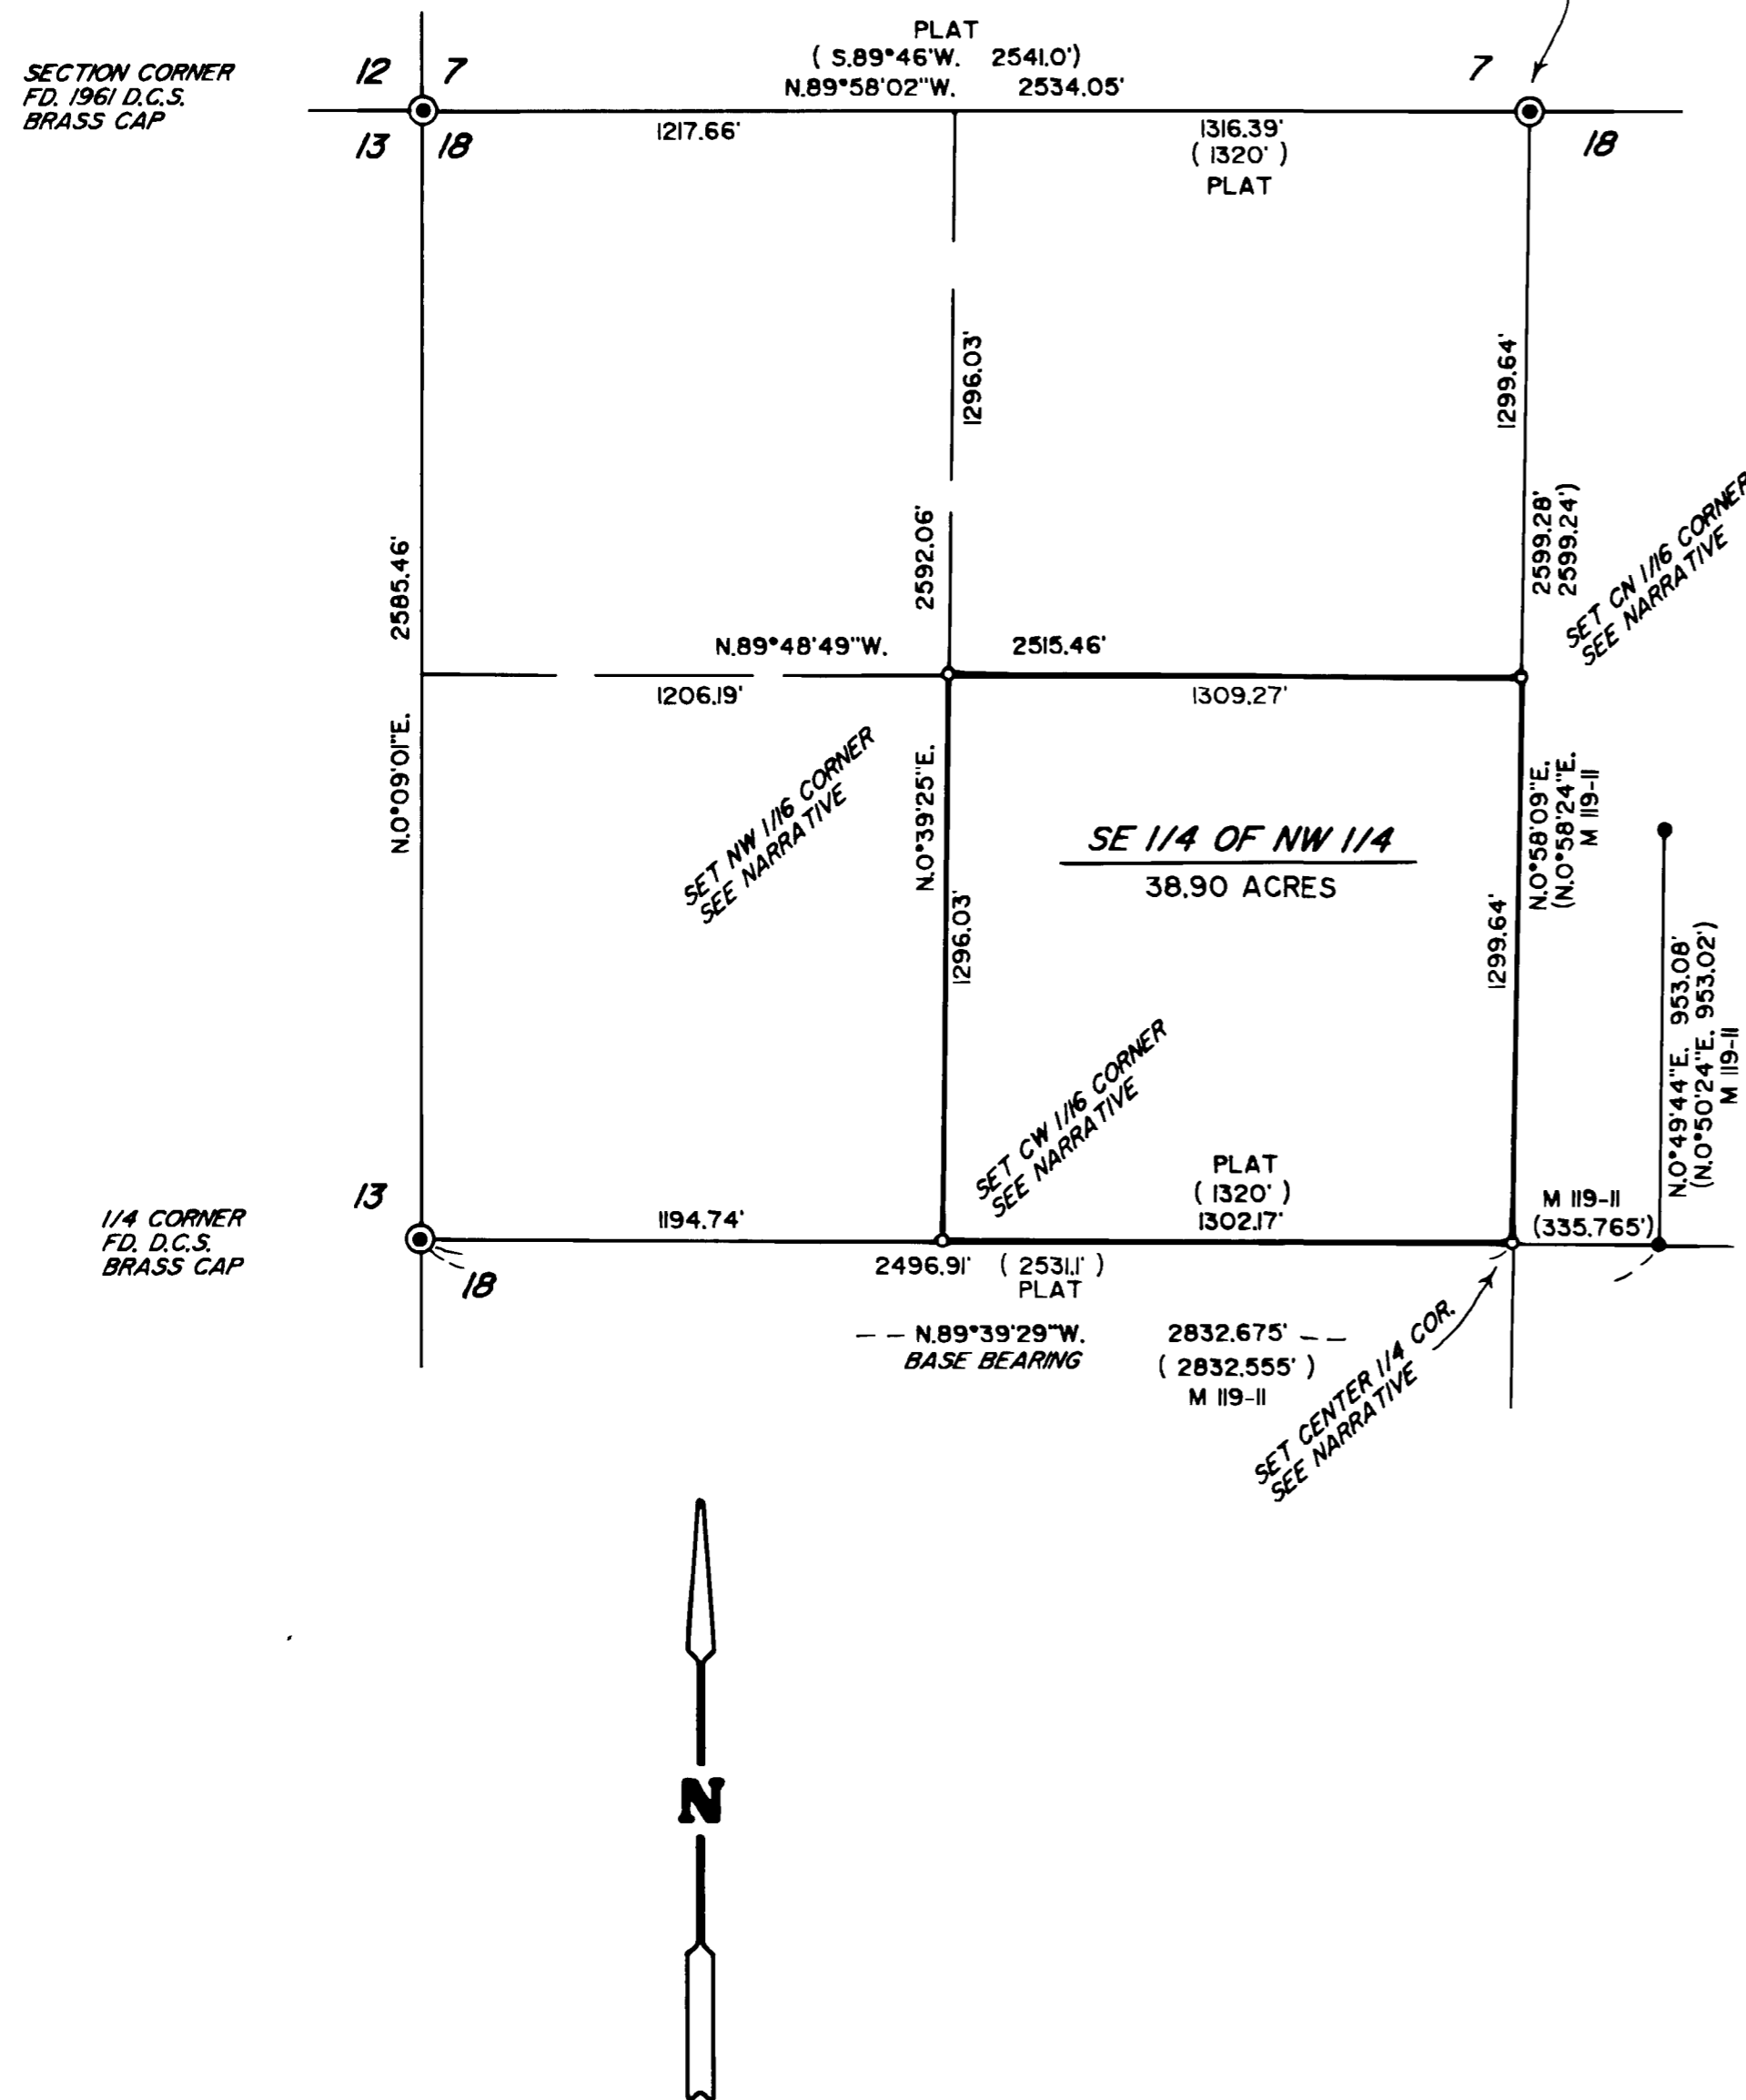 PLAT
( S.89°46'W. 2541.0')
N.89°58'02"W. 2534.05'
SECTION CORNER
FD. 1961 D.C.S.
BRASS CAP
12 7
13 18
7
18
1217.66'
1316.39'
( 1320' )
PLAT
1296.03'
1299.64'
2585.46'
N.0°09'01"E.
2592.06'
2599.28'
2599.24')
SET CN 1/16 CORNER
SEE NARRATIVE
N.89°48'49"W. 2515.46'
1206.19'
1309.27'
SET NW 1/16 CORNER
SEE NARRATIVE
N.0°39'25"E.
1296.03'
SE 1/4 OF NW 1/4
38.90 ACRES
N.0°58'09"E.
(N.0°58'24"E.
M 119-11
1299.64'
N.0°49'44"E. 953.08'
(N.0°50'24"E. 953.02')
M 119-11
SET CW 1/16 CORNER
SEE NARRATIVE
13
1/4 CORNER
FD. D.C.S.
BRASS CAP
18
1194.74'
PLAT
( 1320' )
1302.17'
M 119-11
(335.765')
2496.91' ( 2531.1' )
PLAT
N.89°39'29"W. 2832.675'
BASE BEARING ( 2832.555' )
M 119-11
SET CENTER 1/4 COR.
SEE NARRATIVE
N